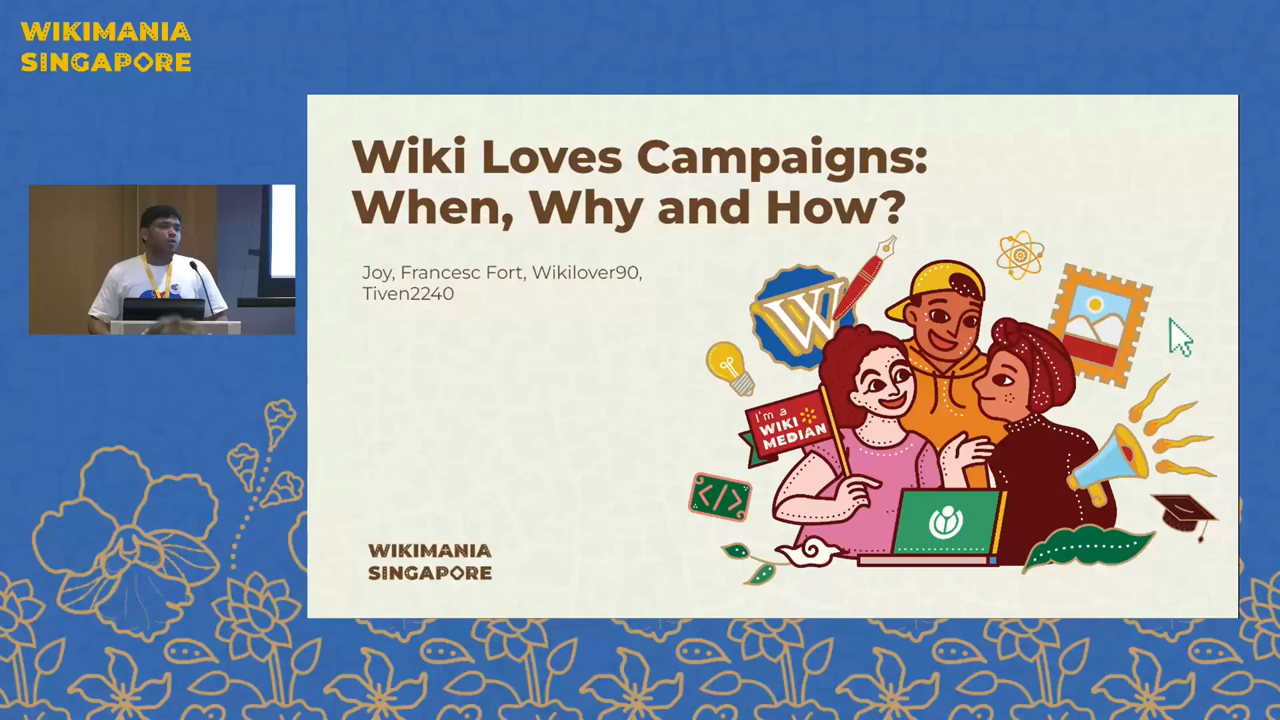 WIKIMANIA
SINGAPORE
Wiki Loves Campaigns:
When, Why and How?
Joy, Francesc Fort, Wikilover90,
Tiven2240
W
I'm a
WIKI
MEDIAN
</>
WIKIMANIA
SINGAPORE